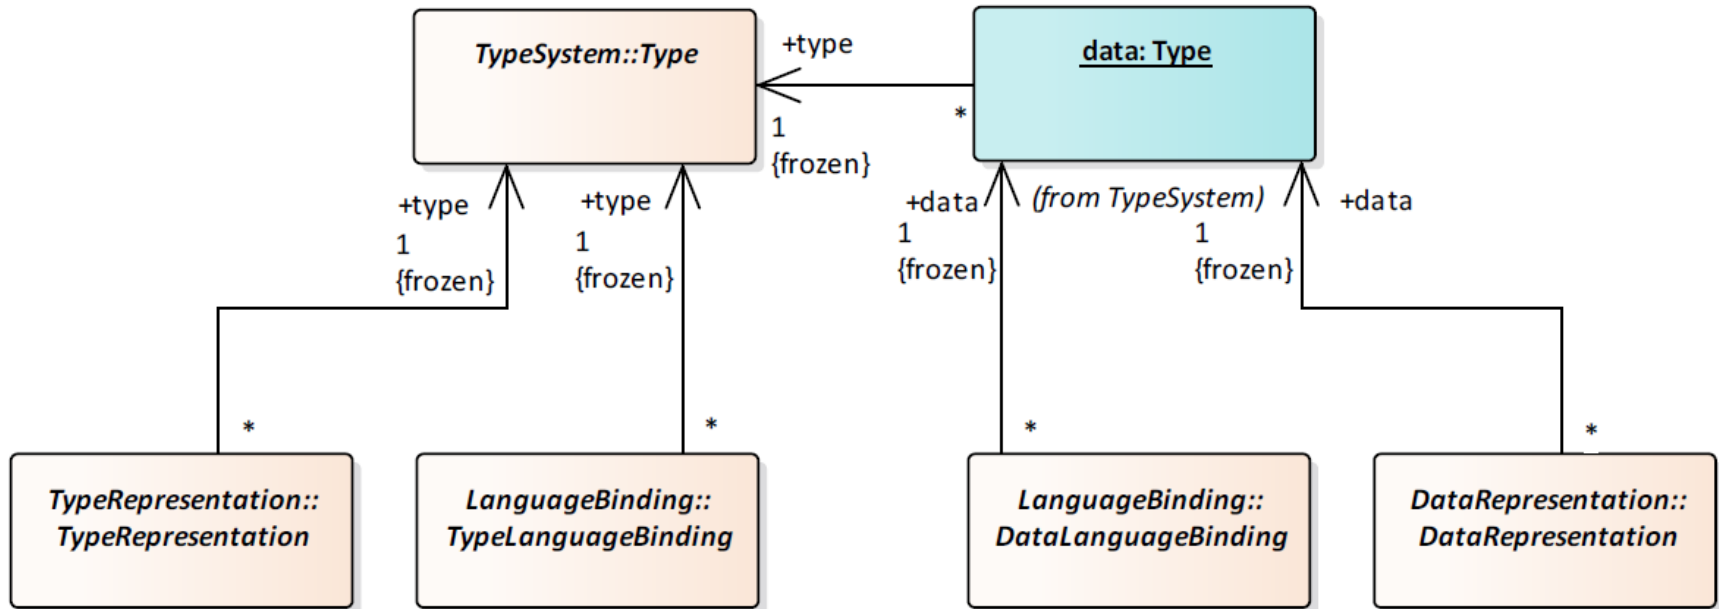 TypeSystem::Type
+type
data: Type
*
1
{frozen}
+type
1
{frozen}
+type
1
{frozen}
+data
1
{frozen}
(from TypeSystem)
+data
1
{frozen}
*
*
*
*
TypeRepresentation::
TypeRepresentation
LanguageBinding::
TypeLanguageBinding
LanguageBinding::
DataLanguageBinding
DataRepresentation::
DataRepresentation